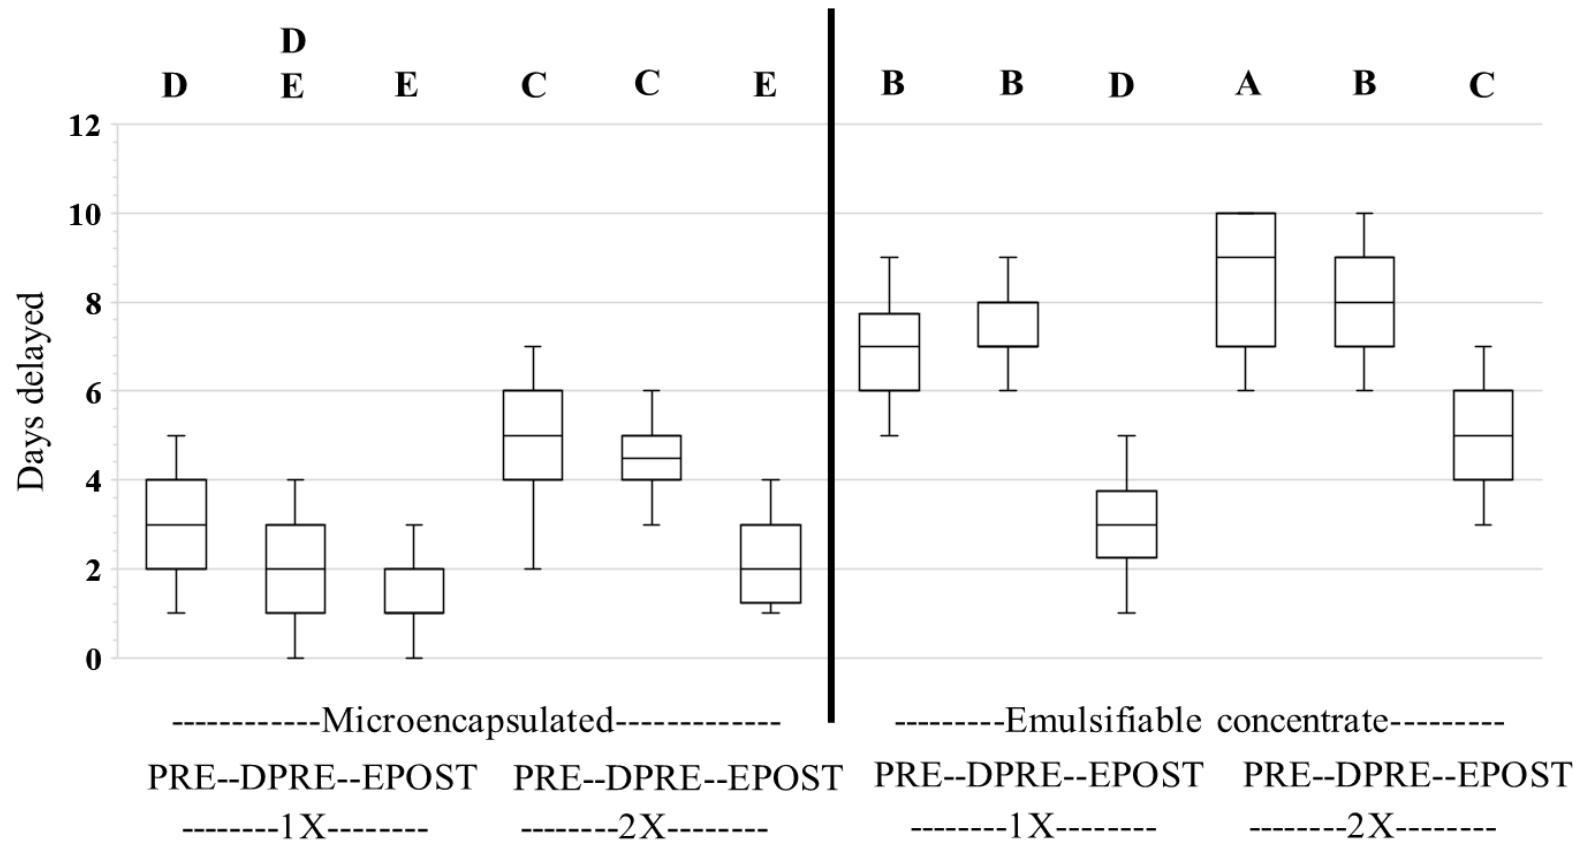 D
D E E C C E B B D A B C
12
10
8
6
4
2
0
Days delayed
------------Microencapsulated------------- ---------Emulsifiable concentrate---------
PRE--DPRE--EPOST PRE--DPRE--EPOST PRE--DPRE--EPOST PRE--DPRE--EPOST
--------1X-------- --------2X-------- --------1X-------- --------2X--------